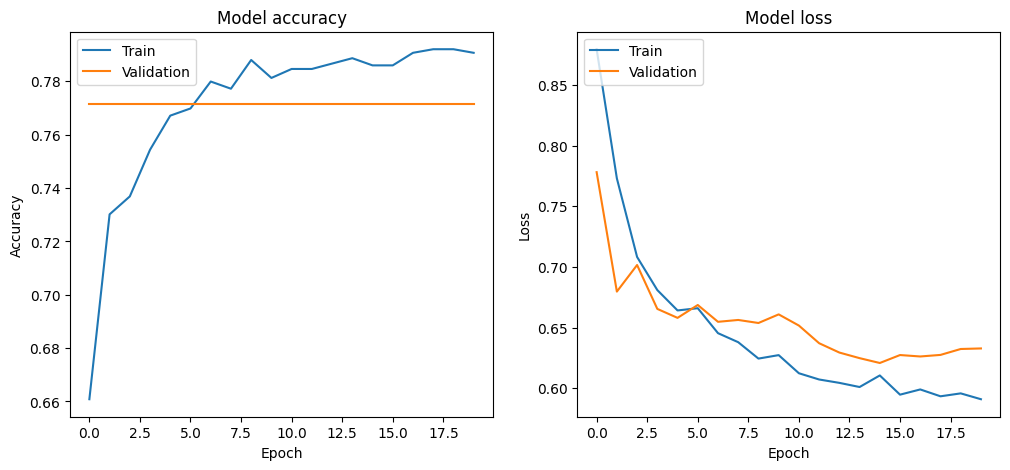 Model accuracy
Train
Validation
0.78
0.76
0.74
0.72
0.70
0.68
0.66
Accuracy
0.0 2.5 5.0 7.5 10.0 12.5 15.0 17.5
Epoch
Model loss
Train
Validation
0.85
0.80
0.75
0.70
0.65
0.60
Loss
0.0 2.5 5.0 7.5 10.0 12.5 15.0 17.5
Epoch